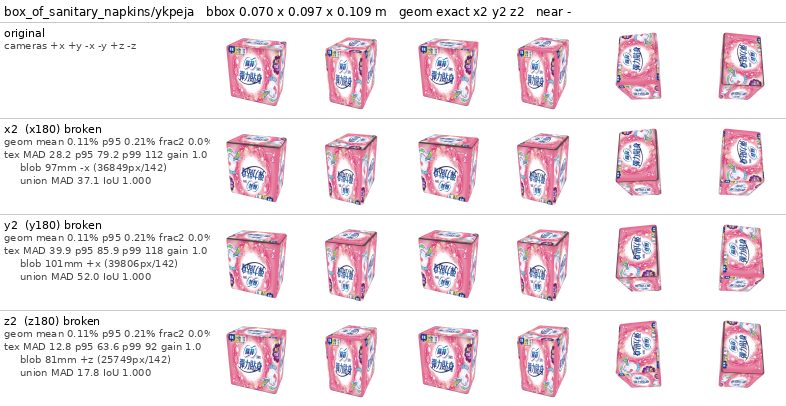 box_of_sanitary_napkins/ykpeja bbox 0.070 x 0.097 x 0.109 m geom exact x2 y2 z2 near -
original
cameras +x +y -x -y +z -z
x2 (x180) broken
geom mean 0.11% p95 0.21% frac2 0.0%
tex MAD 28.2 p95 79.2 p99 112 gain 1.0
blob 97mm -x (36849px/142)
union MAD 37.1 IoU 1.000
y2 (y180) broken
geom mean 0.11% p95 0.21% frac2 0.0%
tex MAD 39.9 p95 85.9 p99 118 gain 1.0
blob 101mm +x (39806px/142)
union MAD 52.0 IoU 1.000
z2 (z180) broken
geom mean 0.11% p95 0.21% frac2 0.0%
tex MAD 12.8 p95 63.6 p99 92 gain 1.0
blob 81mm +z (25749px/142)
union MAD 17.8 IoU 1.000